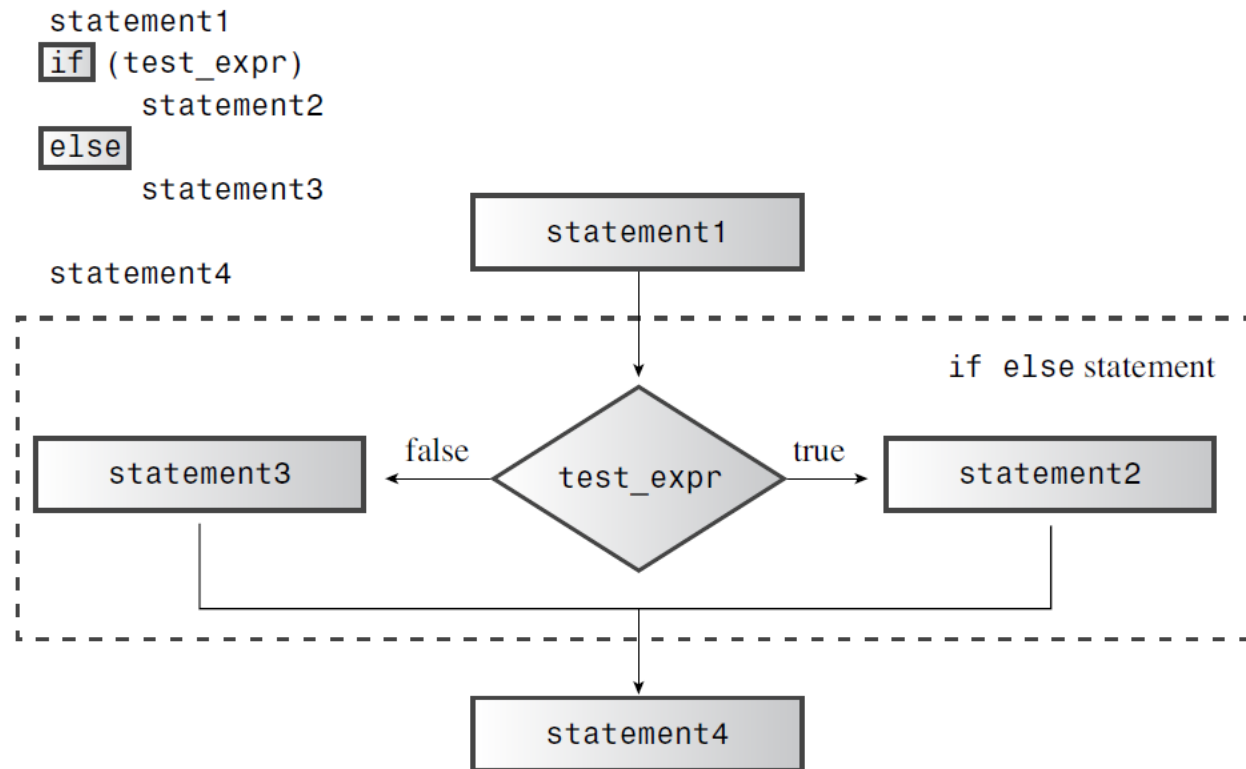 statement1
if (test_expr)
statement2
else
statement3
statement4
statement1
if else statement
false
true
statement3
test_expr
statement2
statement4